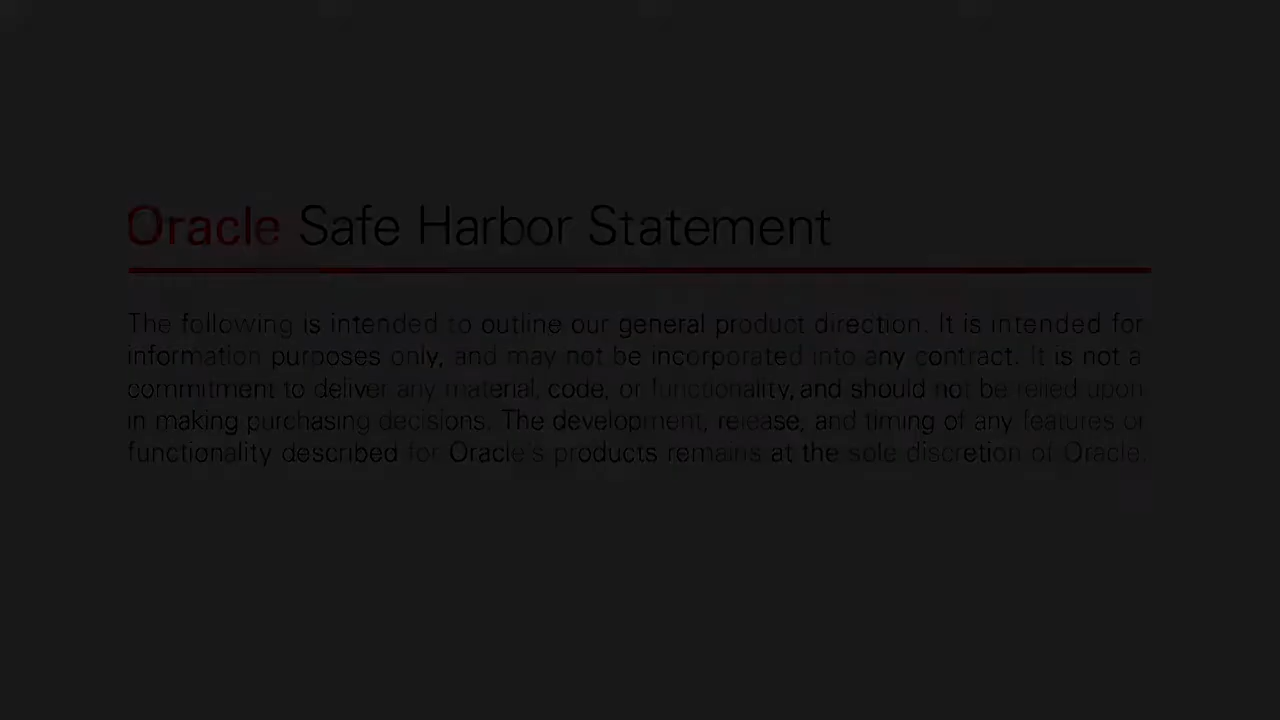 Oracle Safe Harbor Statement
The following is intended to outline our general product direction. It is intended for
information purposes only, and may not be incorporated into any contract. It is not a
commitment to deliver any material, code, or functionality, and should not be relied upon
in making purchasing decisions. The development, release, and timing of any features or
functionality described for Oracle's products remains at the sole discretion of Oracle.